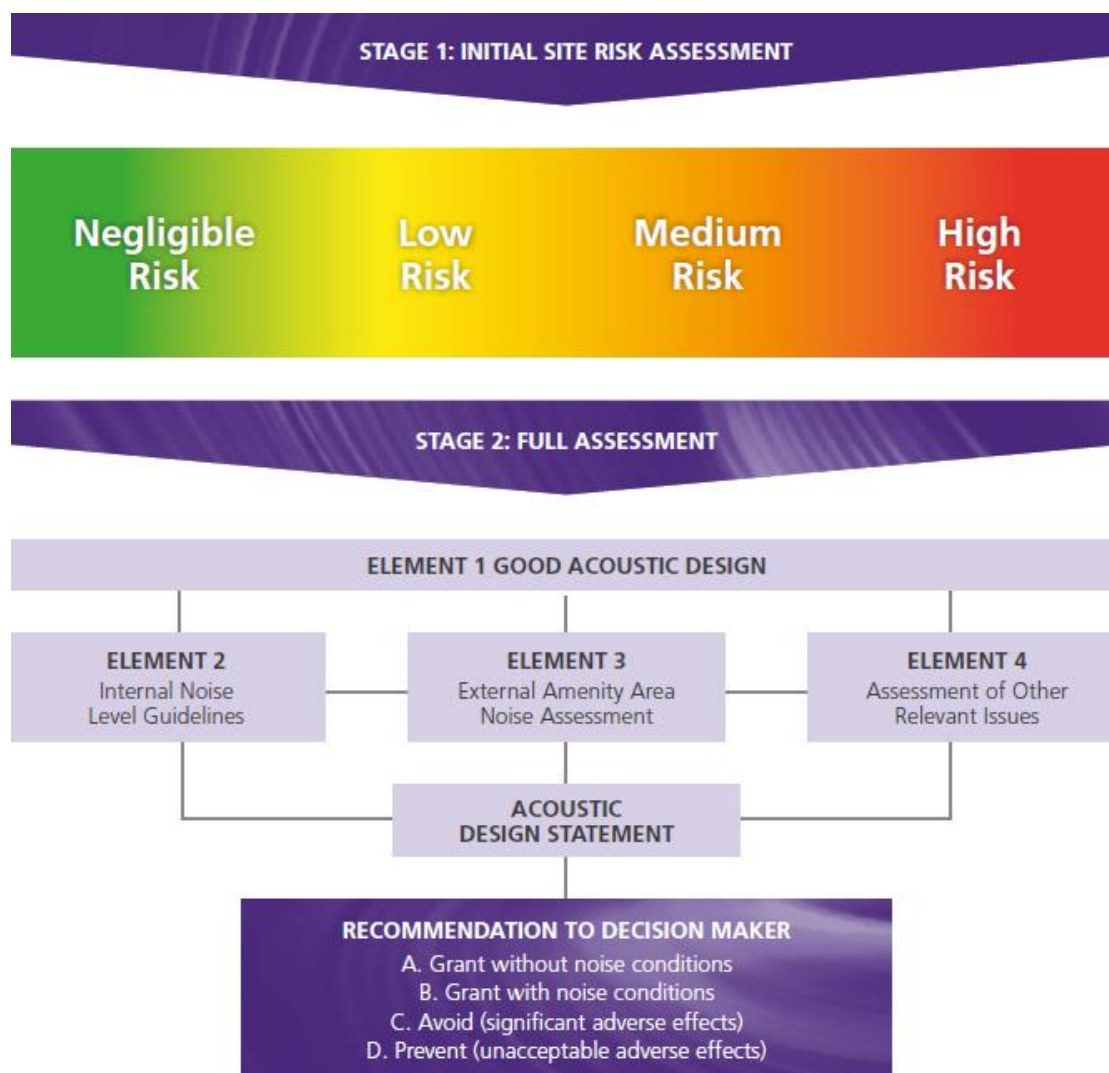 STAGE 1: INITIAL SITE RISK ASSESSMENT
Negligible
Risk
Low
Risk
Medium
Risk
High
Risk
STAGE 2: FULL ASSESSMENT
ELEMENT 1 GOOD ACOUSTIC DESIGN
ELEMENT 2
Internal Noise
Level Guidelines
ELEMENT 3
External Amenity Area
Noise Assessment
ELEMENT 4
Assessment of Other
Relevant Issues
ACOUSTIC
DESIGN STATEMENT
RECOMMENDATION TO DECISION MAKER
A. Grant without noise conditions
B. Grant with noise conditions
C. Avoid (significant adverse effects)
D. Prevent (unacceptable adverse effects)